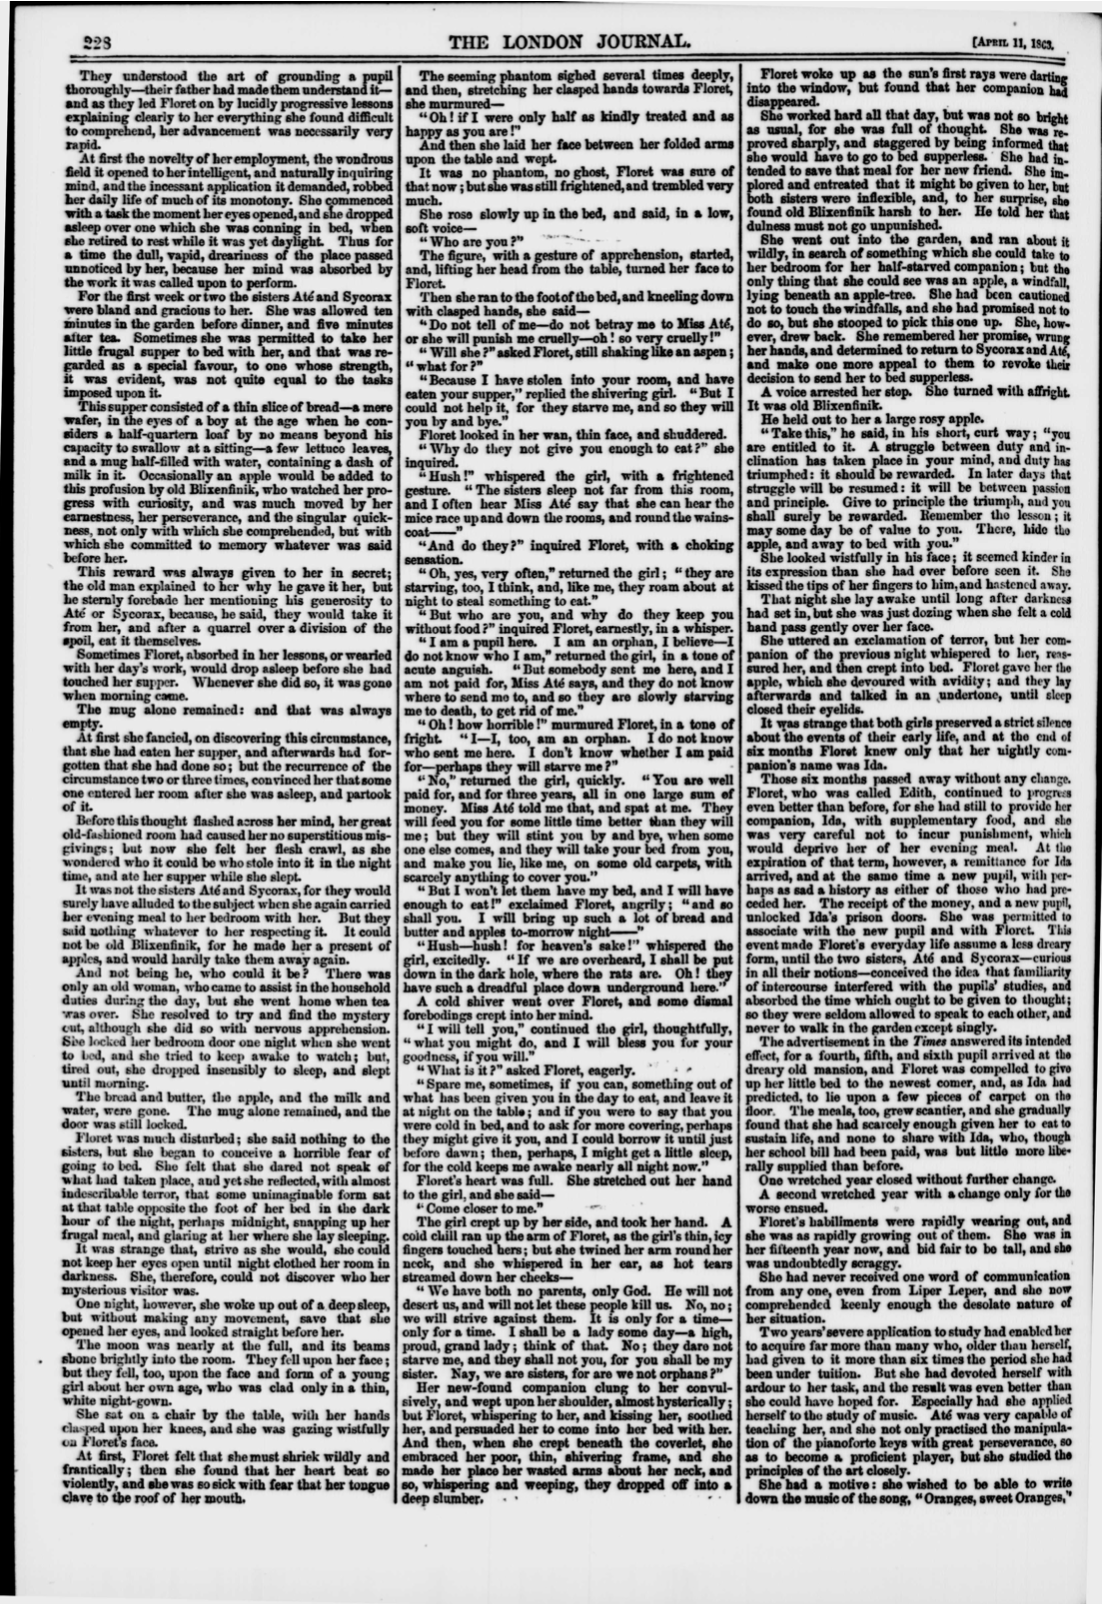 228
THE LONDON JOURNAL.
[APRIL 11, 1863.
They understood the art of grounding a pupil
thoroughly—their father had made them understand it—
and as they led Floret on by lucidly progressive lessons
explaining clearly to her everything she found difficult
to comprehend, her advancement was necessarily very
rapid.
At first the novelty of her employment, the wondrous
field it opened to her intelligent, and naturally inquiring
mind, and the incessant application it demanded, robbed
her daily life of much of its monotony. She commenced
with a task the moment her eyes opened, and she dropped
asleep over one which she was conning in bed, when
she retired to rest while it was yet daylight. Thus for
a time the dull, vapid, dreariness of the place passed
unnoticed by her, because her mind was absorbed by
the work it was called upon to perform.
For the first week or two the sisters Até and Sycorax
were bland and gracious to her. She was allowed ten
minutes in the garden before dinner, and five minutes
after tea. Sometimes she was permitted to take her
little frugal supper to bed with her, and that was re-
garded as a special favour, to one whose strength,
it was evident, was not quite equal to the tasks
imposed upon it.
This supper consisted of a thin slice of bread—a mere
wafer, in the eyes of a boy at the age when he con-
siders a half-quartern loaf by no means beyond his
capacity to swallow at a sitting—a few lettuce leaves,
and a mug half-filled with water, containing a dash of
milk in it. Occasionally an apple would be added to
this profusion by old Blixenfinik, who watched her pro-
gress with curiosity, and was much moved by her
earnestness, her perseverance, and the singular quick-
ness, not only with which she comprehended, but with
which she committed to memory whatever was said
before her.
This reward was always given to her in secret;
the old man explained to her why he gave it her, but
he sternly forebade her mentioning his generosity to
Até or Sycorax, because, he said, they would take it
from her, and after a quarrel over a division of the
spoil, eat it themselves.
Sometimes Floret, absorbed in her lessons, or wearied
with her day's work, would drop asleep before she had
touched her supper. Whenever she did so, it was gone
when morning came.
The mug alone remained: and that was always
empty.
At first she fancied, on discovering this circumstance,
that she had eaten her supper, and afterwards had for-
gotten that she had done so; but the recurrence of the
circumstance two or three times, convinced her that some
one entered her room after she was asleep, and partook
of it.
Before this thought flashed across her mind, her great
old-fashioned room had caused her no superstitious mis-
givings; but now she felt her flesh crawl, as she
wondered who it could be who stole into it in the night
time, and ate her supper while she slept.
It was not the sisters Até and Sycorax, for they would
surely have alluded to the subject when she again carried
her evening meal to her bedroom with her. But they
said nothing whatever to her respecting it. It could
not be old Blixenfinik, for he made her a present of
apples, and would hardly take them away again.
And not being he, who could it be? There was
only an old woman, who came to assist in the household
duties during the day, but she went home when tea
was over. She resolved to try and find the mystery
out, although she did so with nervous apprehension.
She locked her bedroom door one night when she went
to bed, and she tried to keep awake to watch; but,
tired out, she dropped insensibly to sleep, and slept
until morning.
The bread and butter, the apple, and the milk and
water, were gone. The mug alone remained, and the
door was still locked.
Floret was much disturbed; she said nothing to the
sisters, but she began to conceive a horrible fear of
going to bed. She felt that she dared not speak of
what had taken place, and yet she reflected, with almost
indescribable terror, that some unimaginable form sat
at that table opposite the foot of her bed in the dark
hour of the night, perhaps midnight, snapping up her
frugal meal, and glaring at her where she lay sleeping.
It was strange that, strive as she would, she could
not keep her eyes open until night clothed her room in
darkness. She, therefore, could not discover who her
mysterious visitor was.
One night, however, she woke up out of a deep sleep,
but without making any movement, save that she
opened her eyes, and looked straight before her.
The moon was nearly at the full, and its beams
shone brightly into the room. They fell upon her face;
but they fell, too, upon the face and form of a young
girl about her own age, who was clad only in a thin,
white night-gown.
She sat on a chair by the table, with her hands
clasped upon her knees, and she was gazing wistfully
on Floret's face.
At first, Floret felt that she must shriek wildly and
frantically; then she found that her heart beat so
violently, and she was so sick with fear that her tongue
clave to the roof of her mouth.
The seeming phantom sighed several times deeply,
and then, stretching her clasped hands towards Floret,
she murmured—
"Oh! if I were only half as kindly treated and as
happy as you are!"
And then she laid her face between her folded arms
upon the table and wept.
It was no phantom, no ghost, Floret was sure of
that now; but she was still frightened, and trembled very
much.
She rose slowly up in the bed, and said, in a low,
soft voice—
"Who are you?"
The figure, with a gesture of apprehension, started,
and, lifting her head from the table, turned her face to
Floret.
Then she ran to the foot of the bed, and kneeling down
with clasped hands, she said—
"Do not tell of me—do not betray me to Miss Até,
or she will punish me cruelly—oh! so very cruelly!"
"Will she?" asked Floret, still shaking like an aspen;
"what for?"
"Because I have stolen into your room, and have
eaten your supper," replied the shivering girl. "But I
could not help it, for they starve me, and so they will
you by and bye."
Floret looked in her wan, thin face, and shuddered.
"Why do they not give you enough to eat?" she
inquired.
"Hush!" whispered the girl, with a frightened
gesture. "The sisters sleep not far from this room,
and I often hear Miss Até say that she can hear the
mice race up and down the rooms, and round the wains-
coat——"
"And do they?" inquired Floret, with a choking
sensation.
"Oh, yes, very often," returned the girl; "they are
starving, too, I think, and, like me, they roam about at
night to steal something to eat."
"But who are you, and why do they keep you
without food?" inquired Floret, earnestly, in a whisper.
"I am a pupil here. I am an orphan, I believe—I
do not know who I am," returned the girl, in a tone of
acute anguish. "But somebody sent me here, and I
am not paid for, Miss Até says, and they do not know
where to send me to, and so they are slowly starving
me to death, to get rid of me."
"Oh! how horrible!" murmured Floret, in a tone of
fright. "I—I, too, am an orphan. I do not know
who sent me here. I don't know whether I am paid
for—perhaps they will starve me?"
"No," returned the girl, quickly. "You are well
paid for, and for three years, all in one large sum of
money. Miss Até told me that, and spat at me. They
will feed you for some little time better than they will
me; but they will stint you by and bye, when some
one else comes, and they will take your bed from you,
and make you lie, like me, on some old carpets, with
scarcely anything to cover you."
"But I won't let them have my bed, and I will have
enough to eat!" exclaimed Floret, angrily; "and so
shall you. I will bring up such a lot of bread and
butter and apples to-morrow night——"
"Hush—hush! for heaven's sake!" whispered the
girl, excitedly. "If we are overheard, I shall be put
down in the dark hole, where the rats are. Oh! they
have such a dreadful place down underground here."
A cold shiver went over Floret, and some dismal
forebodings crept into her mind.
"I will tell you," continued the girl, thoughtfully,
"what you might do, and I will bless you for your
goodness, if you will."
"What is it?" asked Floret, eagerly.
"Spare me, sometimes, if you can, something out of
what has been given you in the day to eat, and leave it
at night on the table; and if you were to say that you
were cold in bed, and to ask for more covering, perhaps
they might give it you, and I could borrow it until just
before dawn; then, perhaps, I might get a little sleep,
for the cold keeps me awake nearly all night now."
Floret's heart was full. She stretched out her hand
to the girl, and she said—
"Come closer to me."
The girl crept up by her side, and took her hand. A
cold chill ran up the arm of Floret, as the girl's thin, icy
fingers touched hers; but she twined her arm round her
neck, and she whispered in her ear, as hot tears
streamed down her cheeks—
"We have both no parents, only God. He will not
desert us, and will not let these people kill us. No, no;
we will strive against them. It is only for a time—
only for a time. I shall be a lady some day—a high,
proud, grand lady; think of that. No; they dare not
starve me, and they shall not you, for you shall be my
sister. Nay, we are sisters, for are we not orphans?"
Her new-found companion clung to her convul-
sively, and wept upon her shoulder, almost hysterically;
but Floret, whispering to her, and kissing her, soothed
her, and persuaded her to come into her bed with her.
And then, when she crept beneath the coverlet, she
embraced her poor, thin, shivering frame, and she
made her place her wasted arms about her neck, and
so, whispering and weeping, they dropped off into a
deep slumber.
Floret woke up as the sun's first rays were darting
into the window, but found that her companion had
disappeared.
She worked hard all that day, but was not so bright
as usual, for she was full of thought. She was re-
proved sharply, and staggered by being informed that
she would have to go to bed supperless. She had in-
tended to save that meal for her new friend. She im-
plored and entreated that it might be given to her, but
both sisters were inflexible, and, to her surprise, she
found old Blixenfinik harsh to her. He told her that
dulness must not go unpunished.
She went out into the garden, and ran about it
wildly, in search of something which she could take to
her bedroom for her half-starved companion; but the
only thing that she could see was an apple, a windfall,
lying beneath an apple-tree. She had been cautioned
not to touch the windfalls, and she had promised not to
do so, but she stooped to pick this one up. She, how-
ever, drew back. She remembered her promise, wrung
her hands, and determined to return to Sycorax and Até,
and make one more appeal to them to revoke their
decision to send her to bed supperless.
A voice arrested her step. She turned with affright.
It was old Blixenfinik.
He held out to her a large rosy apple.
"Take this," he said, in his short, curt way; "you
are entitled to it. A struggle between duty and in-
clination has taken place in your mind, and duty has
triumphed: it should be rewarded. In later days that
struggle will be resumed: it will be between passion
and principle. Give to principle the triumph, and you
shall surely be rewarded. Remember the lesson; it
may some day be of value to you. There, hide the
apple, and away to bed with you."
She looked wistfully in his face; it seemed kinder in
its expression than she had over before seen it. She
kissed the tips of her fingers to him, and hastened away.
That night she lay awake until long after darkness
had set in, but she was just dozing when she felt a cold
hand pass gently over her face.
She uttered an exclamation of terror, but her com-
panion of the previous night whispered to her, reas-
sured her, and then crept into bed. Floret gave her the
apple, which she devoured with avidity; and they lay
afterwards and talked in an undertone, until sleep
closed their eyelids.
It was strange that both girls preserved a strict silence
about the events of their early life, and at the end of
six months Floret knew only that her nightly com-
panion's name was Ida.
Those six months passed away without any change.
Floret, who was called Edith, continued to progress
even better than before, for she had still to provide her
companion, Ida, with supplementary food, and she
was very careful not to incur punishment, which
would deprive her of her evening meal. At the
expiration of that term, however, a remittance for Ida
arrived, and at the same time a new pupil, with per-
haps as sad a history as either of those who had pre-
ceded her. The receipt of the money, and a new pupil,
unlocked Ida's prison doors. She was permitted to
associate with the new pupil and with Floret. This
event made Floret's everyday life assume a less dreary
form, until the two sisters, Até and Sycorax—curious
in all their notions—conceived the idea that familiarity
of intercourse interfered with the pupils' studies, and
absorbed the time which ought to be given to thought;
so they were seldom allowed to speak to each other, and
never to walk in the garden except singly.
The advertisement in the Times answered its intended
effect, for a fourth, fifth, and sixth pupil arrived at the
dreary old mansion, and Floret was compelled to give
up her little bed to the newest comer, and, as Ida had
predicted, to lie upon a few pieces of carpet on the
floor. The meals, too, grew scantier, and she gradually
found that she had scarcely enough given her to eat to
sustain life, and none to share with Ida, who, though
her school bill had been paid, was but little more libe-
rally supplied than before.
One wretched year closed without further change.
A second wretched year with a change only for the
worse ensued.
Floret's habiliments were rapidly wearing out, and
she was as rapidly growing out of them. She was in
her fifteenth year now, and bid fair to be tall, and she
was undoubtedly scraggy.
She had never received one word of communication
from any one, even from Liper Leper, and she now
comprehended keenly enough the desolate nature of
her situation.
Two years' severe application to study had enabled her
to acquire far more than many who, older than herself,
had given to it more than six times the period she had
been under tuition. But she had devoted herself with
ardour to her task, and the result was even better than
she could have hoped for. Especially had she applied
herself to the study of music. Até was very capable of
teaching her, and she not only practised the manipula-
tion of the pianoforte keys with great perseverance, so
as to become a proficient player, but she studied the
principles of the art closely.
She had a motive: she wished to be able to write
down the music of the song, "Oranges, sweet Oranges,"